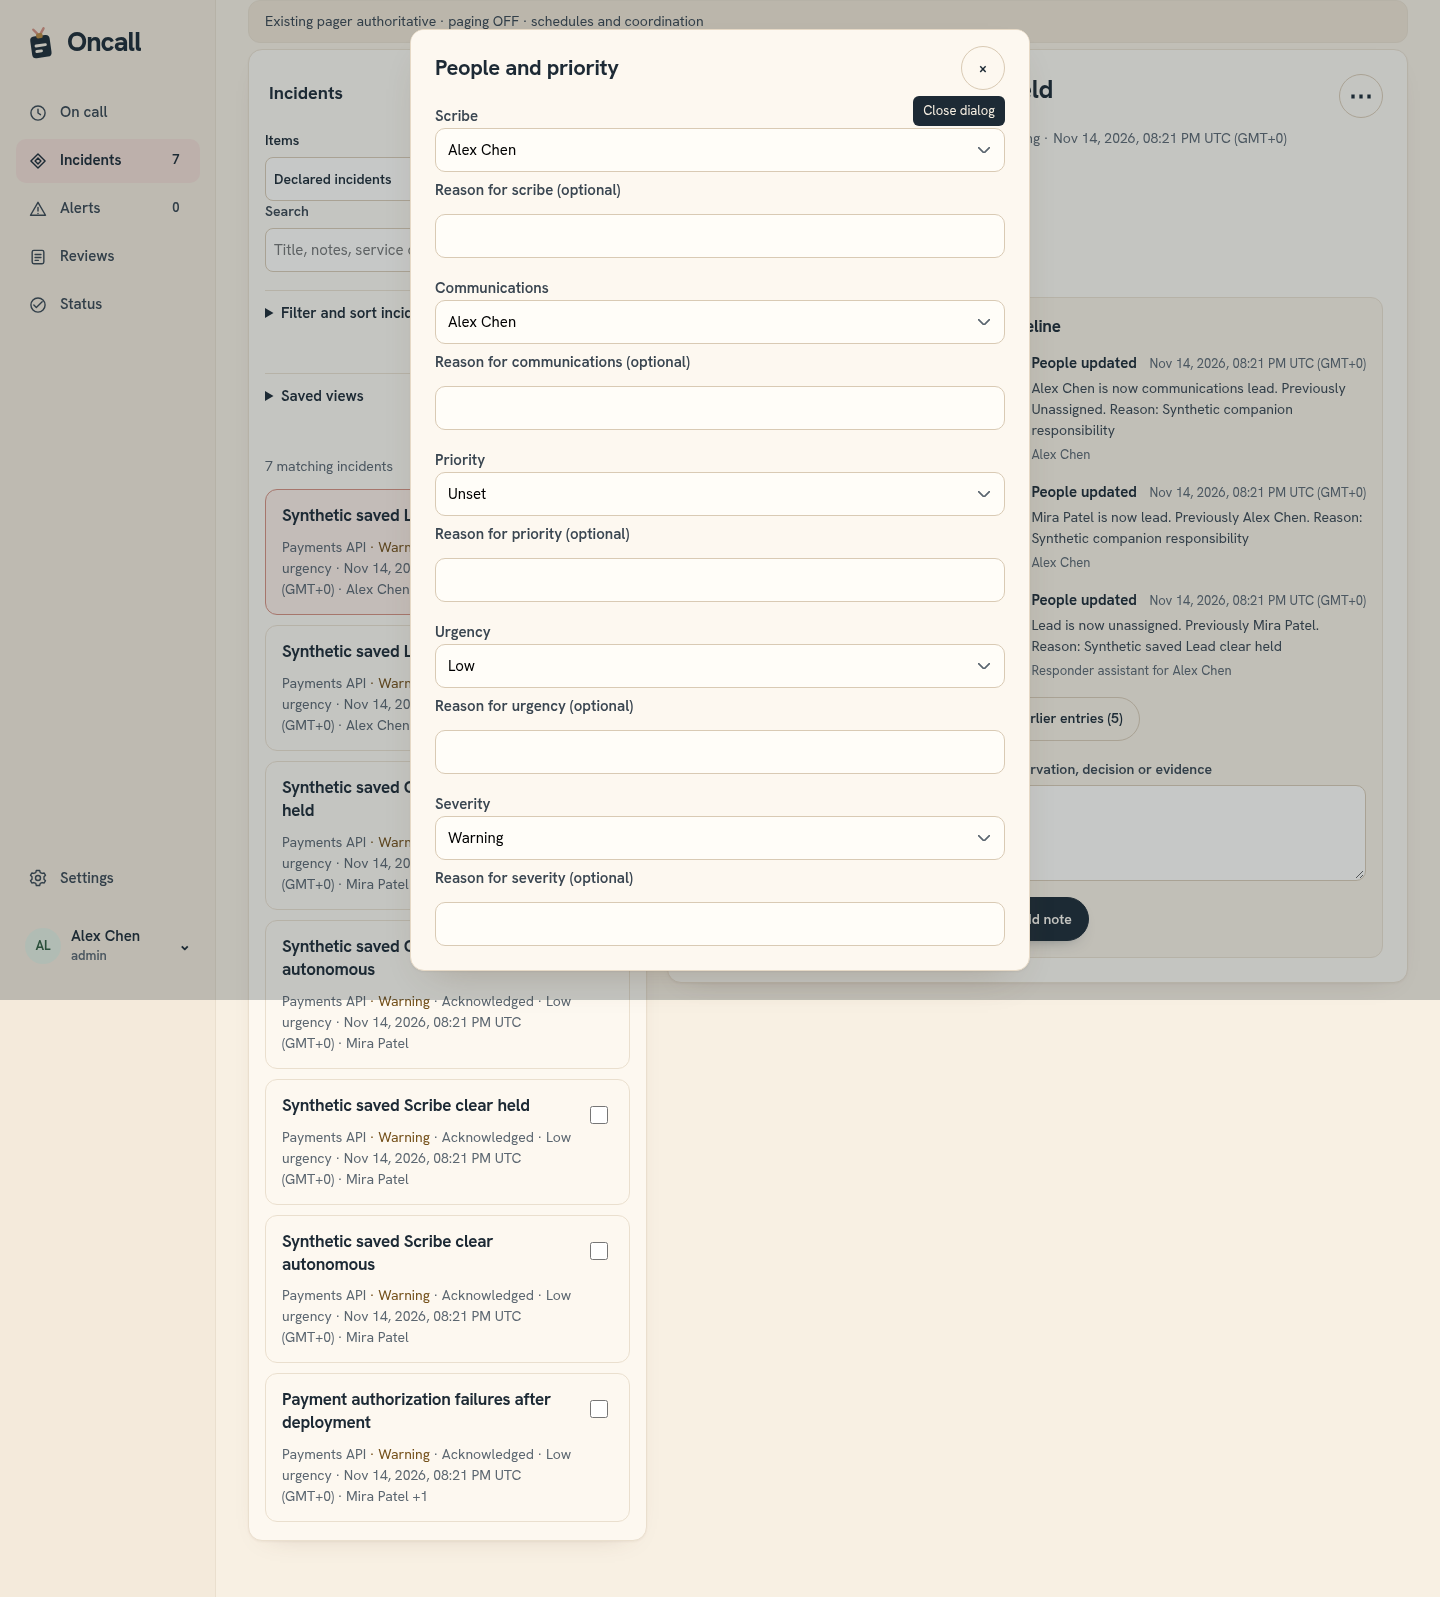 Oncall
On call
Incidents 7
Alerts 0
Reviews
Status
Settings
AL
Alex Chen
admin
Existing pager authoritative · paging OFF · schedules and coordination
Incidents
Items
Declared incidents
Search
Title, notes, service
Filter and sort
Saved views
7 matching incidents
Synthetic saved
Payments API ·
urgency · Nov 14, 20
(GMT+0) · Alex Chen
Synthetic saved
Payments API ·
urgency · Nov 14, 20
(GMT+0) · Alex Chen
Synthetic saved
held
Payments API ·
urgency · Nov 14, 20
(GMT+0) · Mira Patel
Synthetic saved
autonomous
Payments API · Warning · Acknowledged · Low
urgency · Nov 14, 2026, 08:21 PM UTC
(GMT+0) · Mira Patel
Synthetic saved Scribe clear held
Payments API · Warning · Acknowledged · Low
urgency · Nov 14, 2026, 08:21 PM UTC
(GMT+0) · Mira Patel
Synthetic saved Scribe clear
autonomous
Payments API · Warning · Acknowledged · Low
urgency · Nov 14, 2026, 08:21 PM UTC
(GMT+0) · Mira Patel
Payment authorization failures after
deployment
Payments API · Warning · Acknowledged · Low
urgency · Nov 14, 2026, 08:21 PM UTC
(GMT+0) · Mira Patel +1
People and priority
×
Close dialog
Scribe
Alex Chen
Reason for scribe (optional)
Communications
Alex Chen
Reason for communications (optional)
Priority
Unset
Reason for priority (optional)
Urgency
Low
Reason for urgency (optional)
Severity
Warning
Reason for severity (optional)
· Nov 14, 2026, 08:21 PM UTC (GMT+0)
People updated Nov 14, 2026, 08:21 PM UTC (GMT+0)
Alex Chen is now communications lead. Previously
Unassigned. Reason: Synthetic companion
responsibility
Alex Chen
People updated Nov 14, 2026, 08:21 PM UTC (GMT+0)
Mira Patel is now lead. Previously Alex Chen. Reason:
Synthetic companion responsibility
Alex Chen
People updated Nov 14, 2026, 08:21 PM UTC (GMT+0)
Lead is now unassigned. Previously Mira Patel.
Reason: Synthetic saved Lead clear held
Responder assistant for Alex Chen
entries (5)
decision or evidence
note